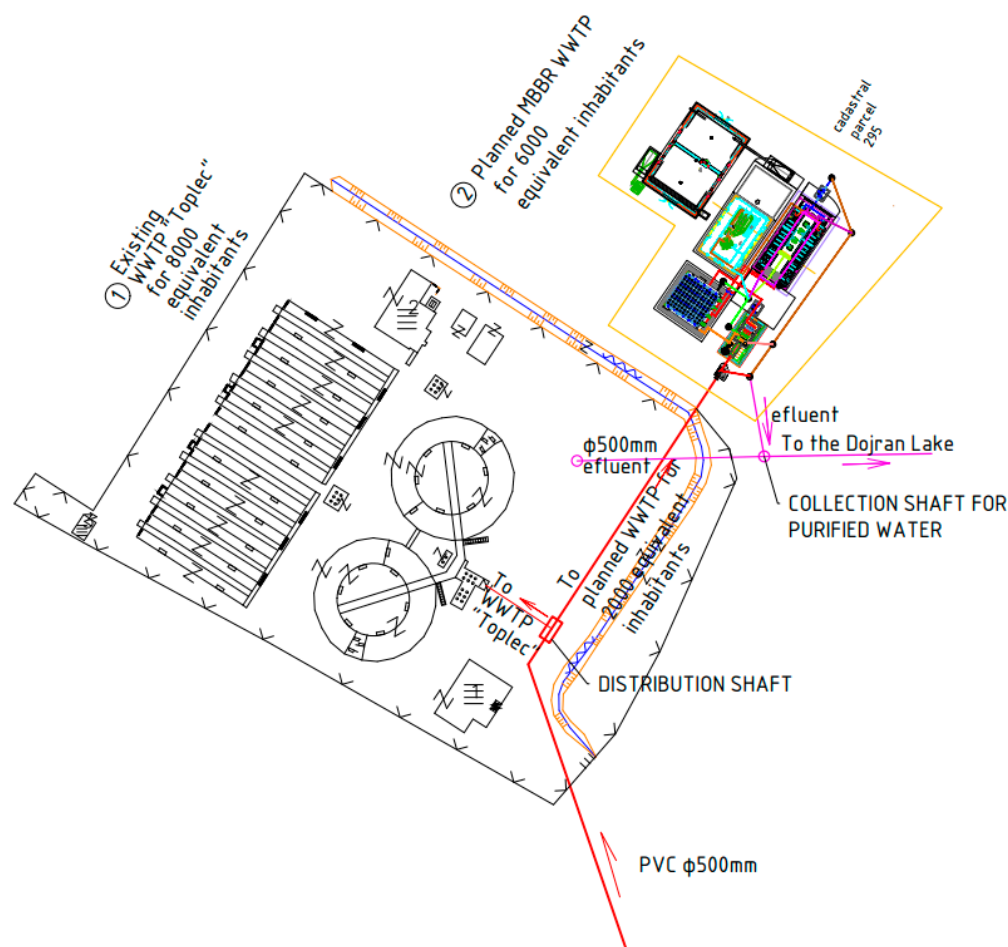 ② Planned MBBR WWTP
for 6000
equivalent inhabitants
cadastral
parcel
295
① Existing
WWTP "Toplec"
for 8000
equivalent
inhabitants
efluent
To the Dojran Lake
φ500mm
efluent
COLLECTION SHAFT FOR
PURIFIED WATER
To
planned WWTP for
2000 equivalent
inhabitants
To
WWTP
"Toplec"
DISTRIBUTION SHAFT
PVC φ500mm